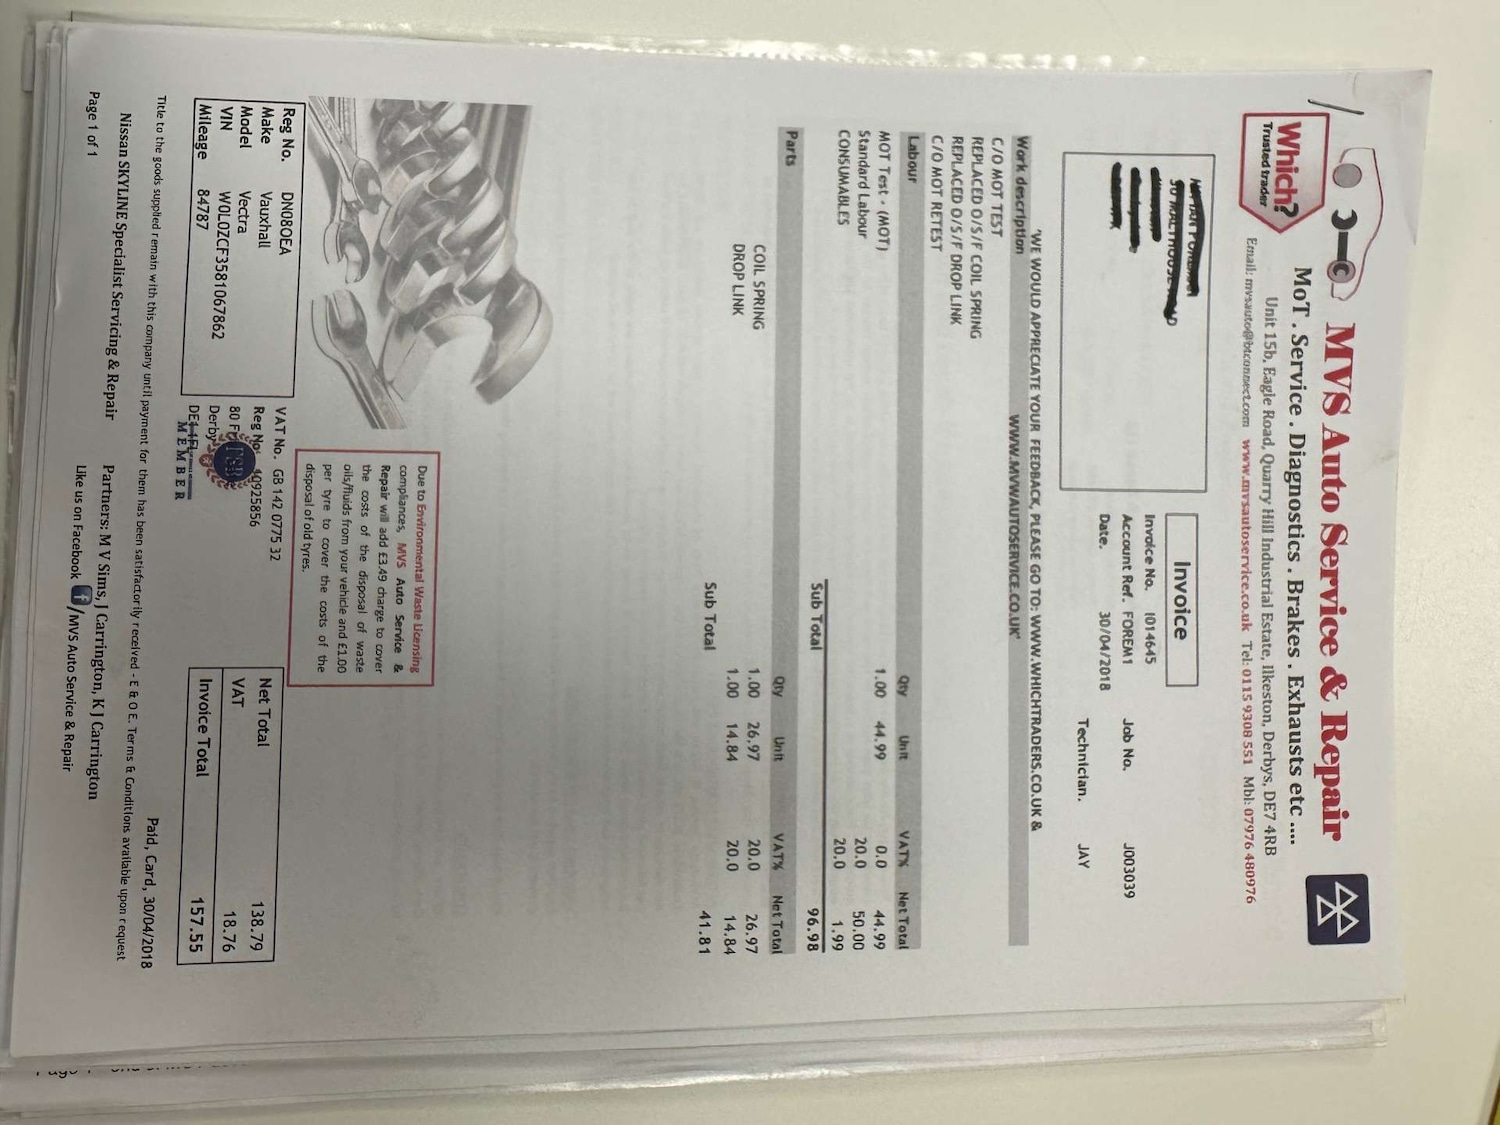 MVS Auto Service & Repair
MoT . Service . Diagnostics . Brakes . Exhausts etc ....
Unit 15b, Eagle Road, Quarry Hill Industrial Estate, Ilkeston, Derbys, DE7 4RB
Email: mvsauto@btconnect.com www.mvsautoservice.co.uk Tel: 0115 9308 551 Mbl: 07976 480976
Which?
Trusted trader
Invoice
Invoice No. I014645 Job No. J003039
Account Ref. FOREM1
Date. 30/04/2018 Technician. JAY
'WE WOULD APPRECIATE YOUR FEEDBACK, PLEASE GO TO: WWW.WHICHTRADERS.CO.UK &
WWW.MVWAUTOSERVICE.CO.UK'
Work description
C/O MOT TEST
REPLACED O/S/F COIL SPRING
REPLACED O/S/F DROP LINK
C/O MOT RETEST
Labour Qty Unit VAT% Net Total
MOT Test - (MOT) 1.00 44.99 0.0 44.99
Standard Labour 20.0 50.00
CONSUMABLES 20.0 1.99
Sub Total 96.98
Parts Qty Unit VAT% Net Total
COIL SPRING 1.00 26.97 20.0 26.97
DROP LINK 1.00 14.84 20.0 14.84
Sub Total 41.81
Due to Environmental Waste Licensing
compliances, MVS Auto Service &
Repair will add £3.49 charge to cover
the costs of the disposal of waste
oils/fluids from your vehicle and £1.00
per tyre to cover the costs of the
disposal of old tyres.
Reg No. DN08OEA
Make Vauxhall
Model Vectra
VIN W0L0ZCF3581067862
Mileage 84787
VAT No. GB 142 0775 32
Reg No 10925856
80 F
Derby
DE1
MEMBER
Net Total 138.79
VAT 18.76
Invoice Total 157.55
Paid, Card, 30/04/2018
Title to the goods supplied remain with this company until payment for them has been satisfactorily received - E & O E. Terms & Conditions available upon request
Nissan SKYLINE Specialist Servicing & Repair Partners: M V Sims, J Carrington, K J Carrington
Page 1 of 1 Like us on Facebook f /MVS Auto Service & Repair